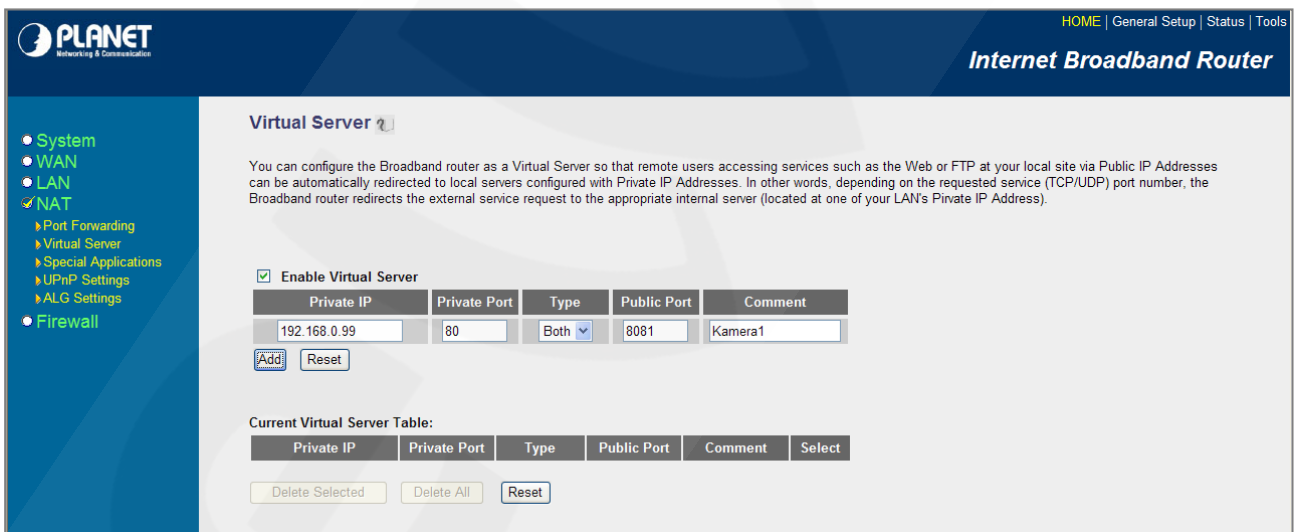 PLANET
Networking & Communication
HOME | General Setup | Status | Tools
Internet Broadband Router
System
WAN
LAN
NAT
Port Forwarding
Virtual Server
Special Applications
UPnP Settings
ALG Settings
Firewall
Virtual Server
You can configure the Broadband router as a Virtual Server so that remote users accessing services such as the Web or FTP at your local site via Public IP Addresses
can be automatically redirected to local servers configured with Private IP Addresses. In other words, depending on the requested service (TCP/UDP) port number, the
Broadband router redirects the external service request to the appropriate internal server (located at one of your LAN's Private IP Address).
Enable Virtual Server
Private IP Private Port Type Public Port Comment
192.168.0.99 80 Both 8081 Kamera1
Add Reset
Current Virtual Server Table:
Private IP Private Port Type Public Port Comment Select
Delete Selected Delete All Reset